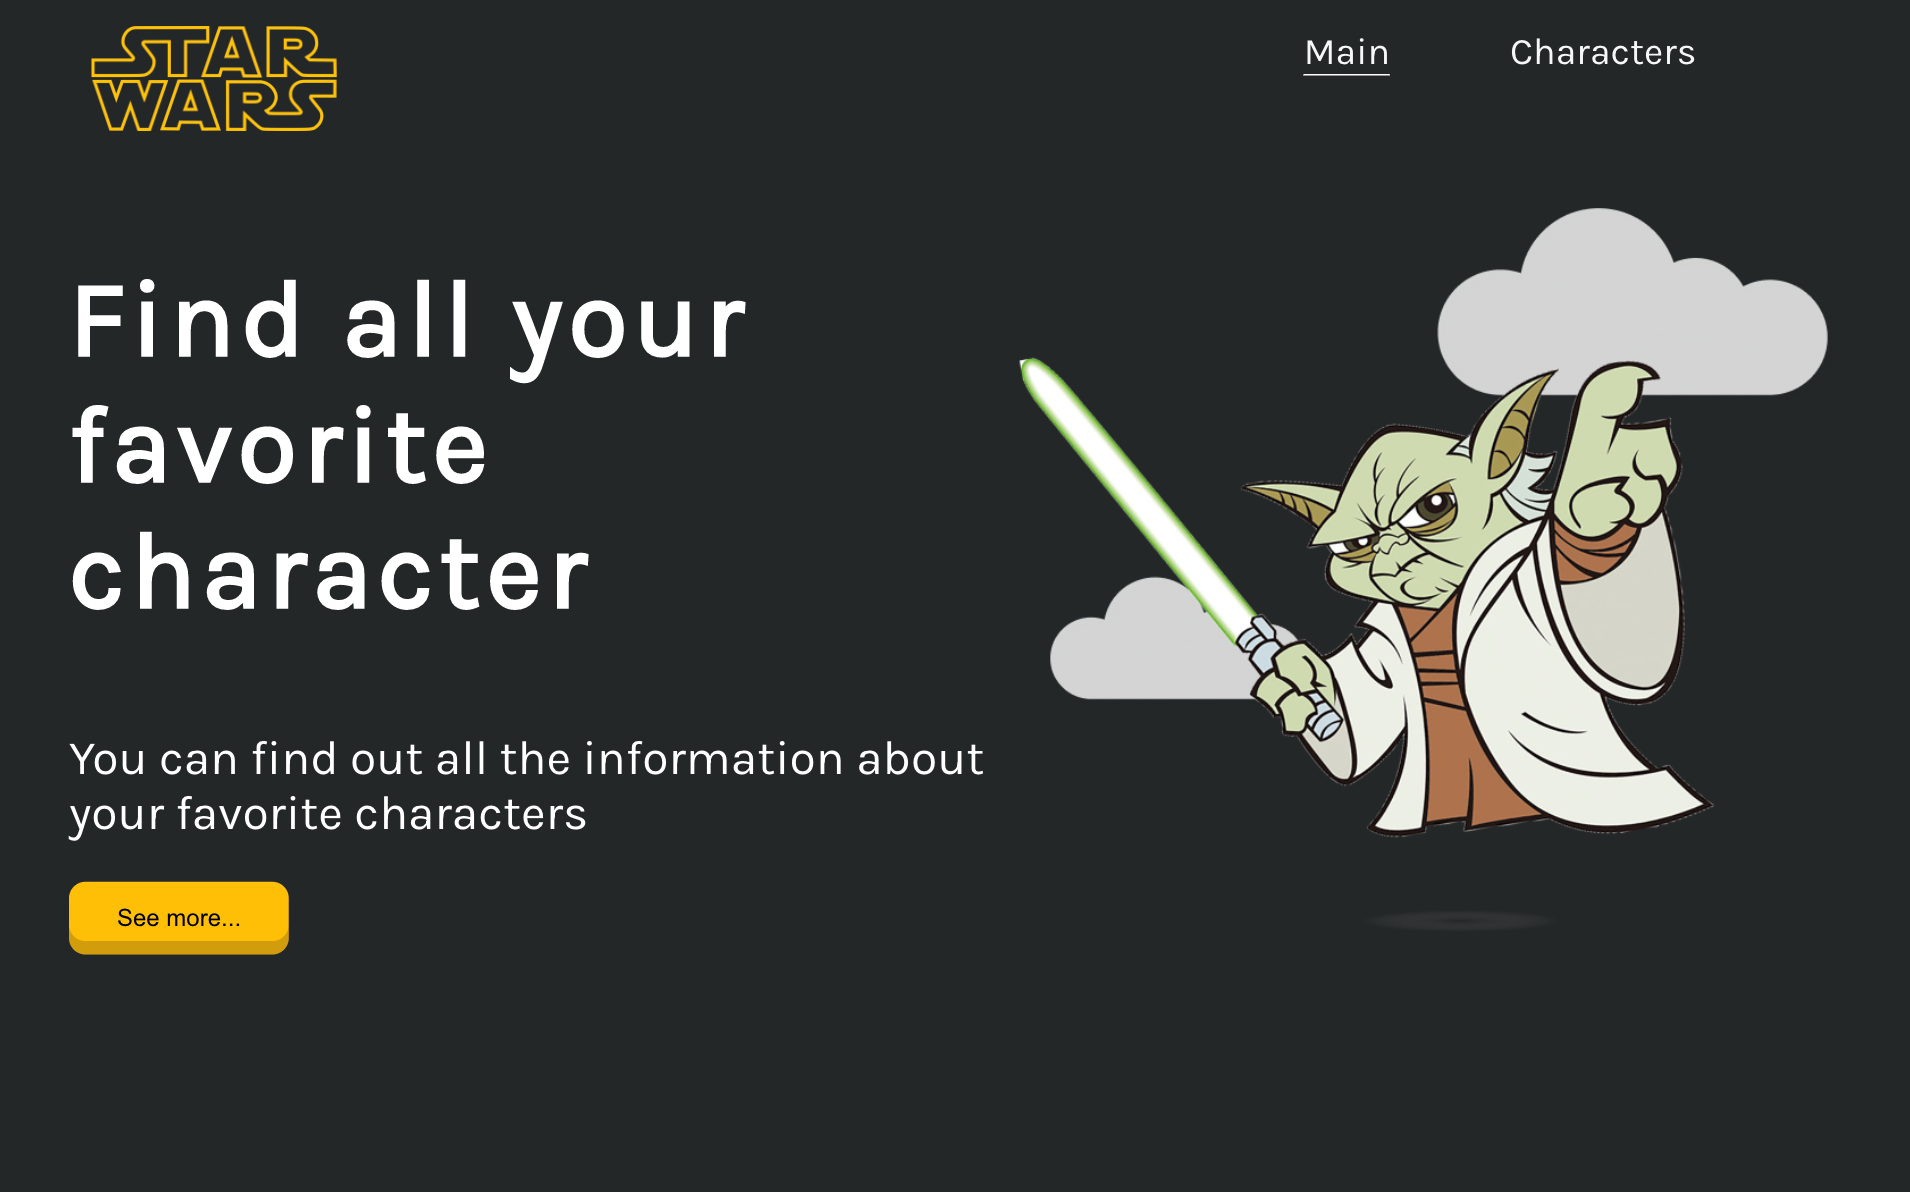 STAR
WARS
Main
Characters
Find all your
favorite
character
You can find out all the information about
your favorite characters
See more...